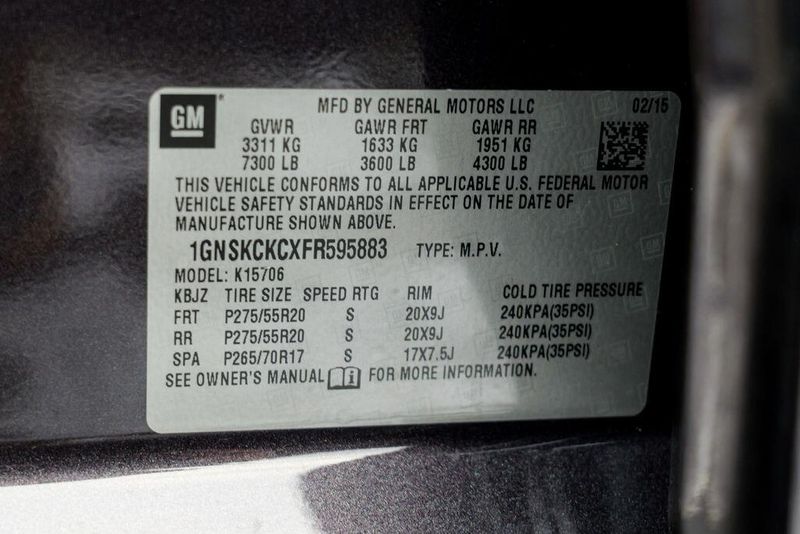 GM ® MFD BY GENERAL MOTORS LLC 02/15
GVWR GAWR FRT GAWR RR
3311 KG 1633 KG 1951 KG
7300 LB 3600 LB 4300 LB
THIS VEHICLE CONFORMS TO ALL APPLICABLE U.S. FEDERAL MOTOR
VEHICLE SAFETY STANDARDS IN EFFECT ON THE DATE OF
MANUFACTURE SHOWN ABOVE.
1GNSKCKCXFR595883 TYPE: M.P.V.
MODEL: K15706
KBJZ TIRE SIZE SPEED RTG RIM COLD TIRE PRESSURE
FRT P275/55R20 S 20X9J 240KPA(35PSI)
RR P275/55R20 S 20X9J 240KPA(35PSI)
SPA P265/70R17 S 17X7.5J 240KPA(35PSI)
SEE OWNER'S MANUAL FOR MORE INFORMATION.